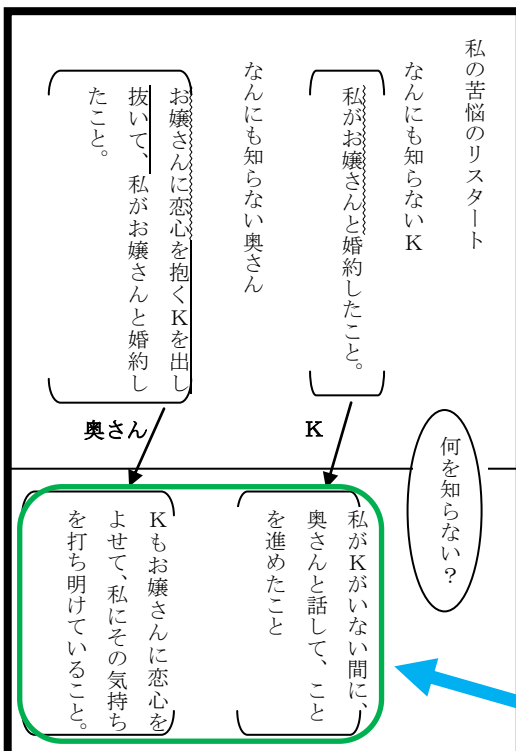 私の苦悩のリスタート
なんにも知らないK
私がお嬢さんと婚約したこと。
なんにも知らない奥さん
お嬢さんに恋心を抱くKを出し
抜いて、私がお嬢さんと婚約し
たこと。
K
奥さん
何を知らない？
私がKがいない間に、
奥さんと話して、こと
を進めたこと
Kもお嬢さんに恋心を
よせて、私にその気持ち
を打ち明けていること。